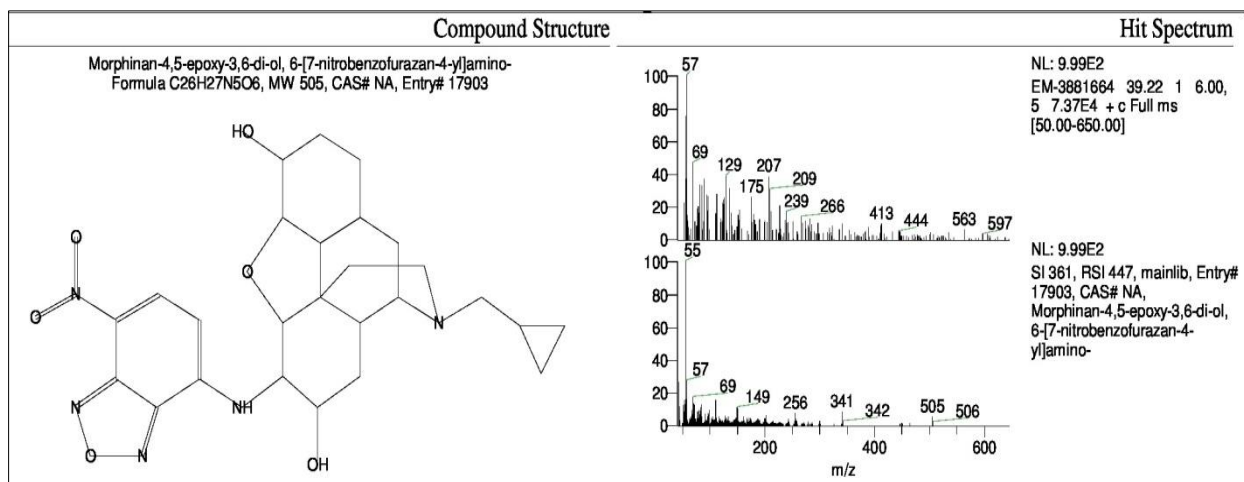 Compound Structure
Morphinan-4,5-epoxy-3,6-di-ol, 6-[7-nitrobenzofurazan-4-yl]amino-
Formula C26H27N5O6, MW 505, CAS# NA, Entry# 17903
HO
O
O
N
O
N
N
O
N
NH
OH
Hit Spectrum
57
100
80
60
40
20
0
69
129
207
175
209
239
266
413
444
563
597
NL: 9.99E2
EM-3881664 39.22 1 6.00,
5 7.37E4 + c Full ms
[50.00-650.00]
55
100
80
60
40
20
0
57
69
149
256
341
342
505
506
200
400
600
m/z
NL: 9.99E2
SI 361, RSI 447, mainlib, Entry#
17903, CAS# NA,
Morphinan-4,5-epoxy-3,6-di-ol,
6-[7-nitrobenzofurazan-4-
yl]amino-